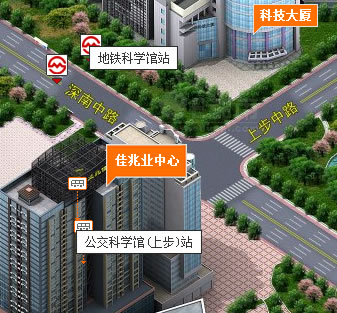 科技大厦
地铁科学馆站
深南中路
上步中路
佳兆业中心
公交科学馆(上步)站